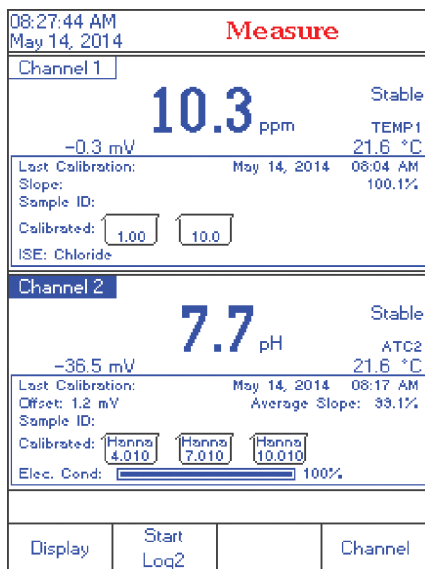 08:27:44 AM
May 14, 2014
Measure
Channel 1
10.3 ppm
Stable
TEMP1
-0.3 mV
21.6 °C
Last Calibration: May 14, 2014 08:04 AM
Slope: 100.1%
Sample ID:
Calibrated: 1.00 10.0
ISE: Chloride
Channel 2
7.7 pH
Stable
ATC2
-36.5 mV
21.6 °C
Last Calibration: May 14, 2014 08:17 AM
Offset: 1.2 mV Average Slope: 99.1%
Sample ID:
Calibrated: Hanna 4.010 Hanna 7.010 Hanna 10.010
Elec. Cond: 100%
Display
Start Log2
Channel